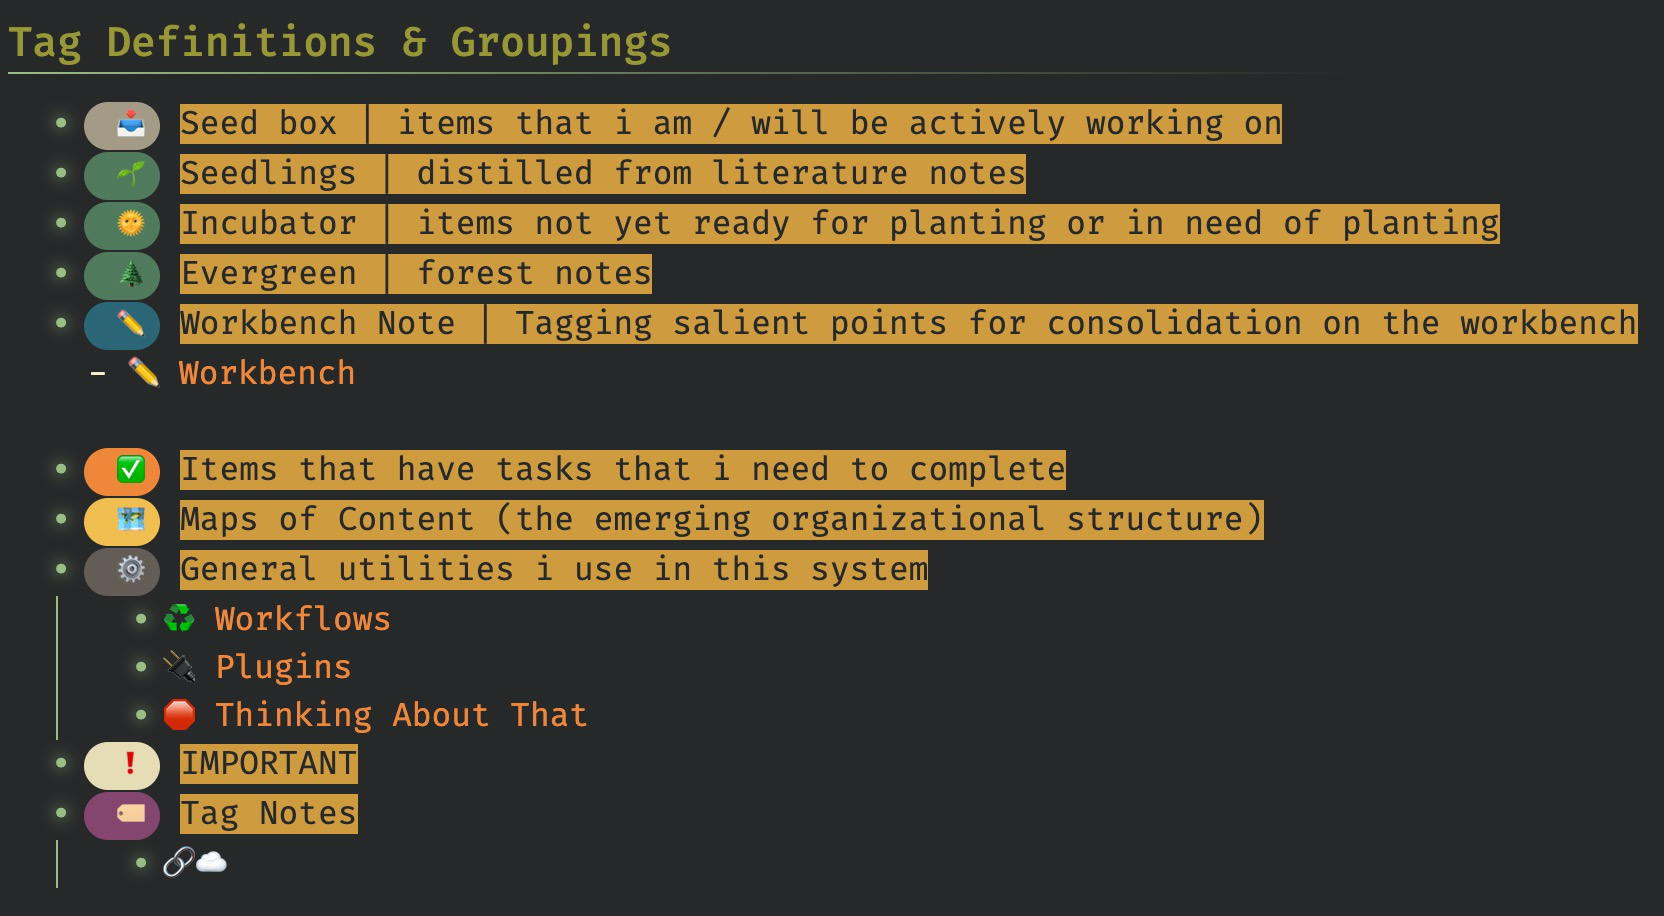 Tag Definitions & Groupings
📥 Seed box | items that i am / will be actively working on
🌱 Seedlings | distilled from literature notes
🌞 Incubator | items not yet ready for planting or in need of planting
🌲 Evergreen | forest notes
✏️ Workbench Note | Tagging salient points for consolidation on the workbench
– ✏️ Workbench
✅ Items that have tasks that i need to complete
🗺️ Maps of Content (the emerging organizational structure)
⚙️ General utilities i use in this system
♻️ Workflows
🔌 Plugins
🛑 Thinking About That
❗ IMPORTANT
🏷️ Tag Notes
🔗☁️